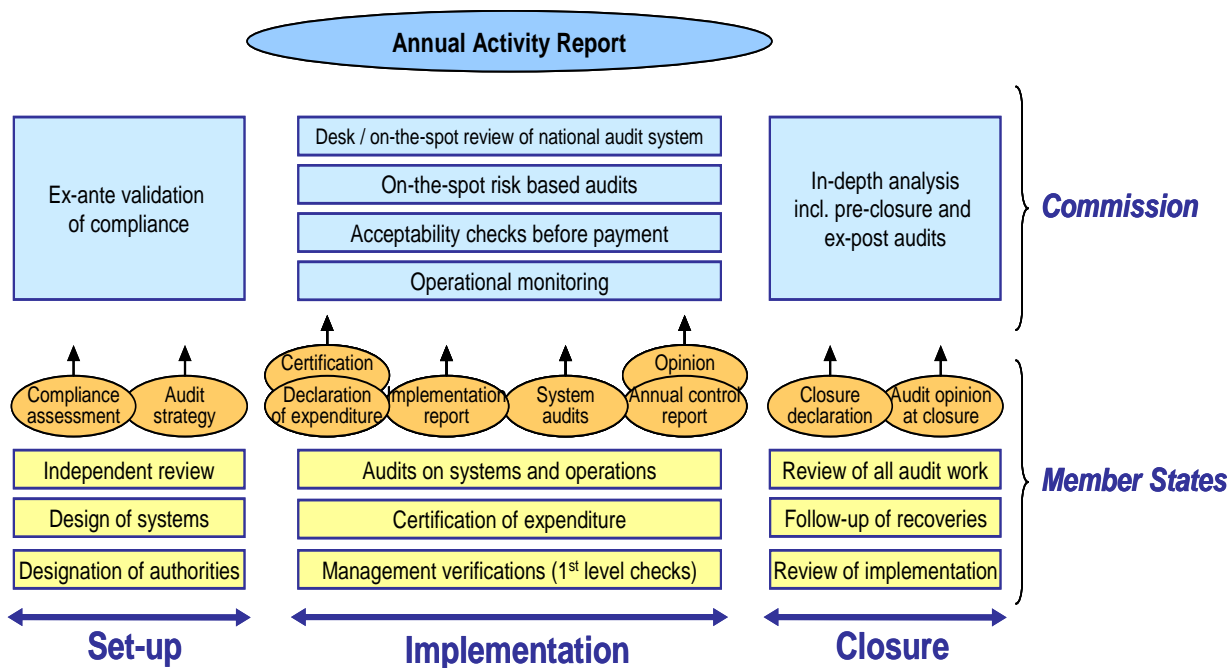 Annual Activity Report
Ex-ante validation
of compliance
Desk / on-the-spot review of national audit system
On-the-spot risk based audits
Acceptability checks before payment
Operational monitoring
In-depth analysis
incl. pre-closure and
ex-post audits
Commission
Compliance
assessment
Audit
strategy
Certification
Declaration
of expenditure
Implementation
report
System
audits
Opinion
Annual control
report
Closure
declaration
Audit opinion
at closure
Independent review
Design of systems
Designation of authorities
Audits on systems and operations
Certification of expenditure
Management verifications (1st level checks)
Review of all audit work
Follow-up of recoveries
Review of implementation
Member States
Set-up
Implementation
Closure